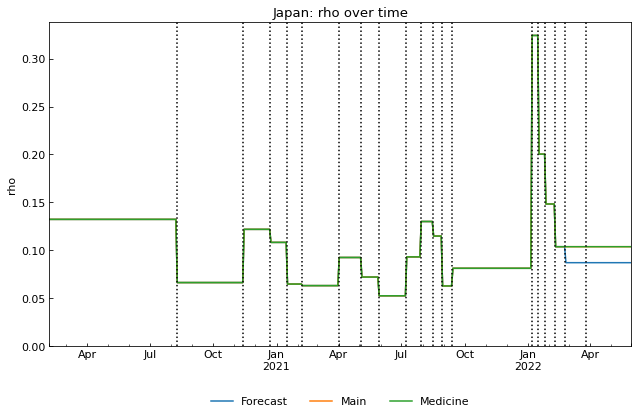 Japan: rho over time
rho
0.30
0.25
0.20
0.15
0.10
0.05
0.00
Apr Jul Oct Jan Apr Jul Oct Jan Apr
2021 2022
Forecast Main Medicine